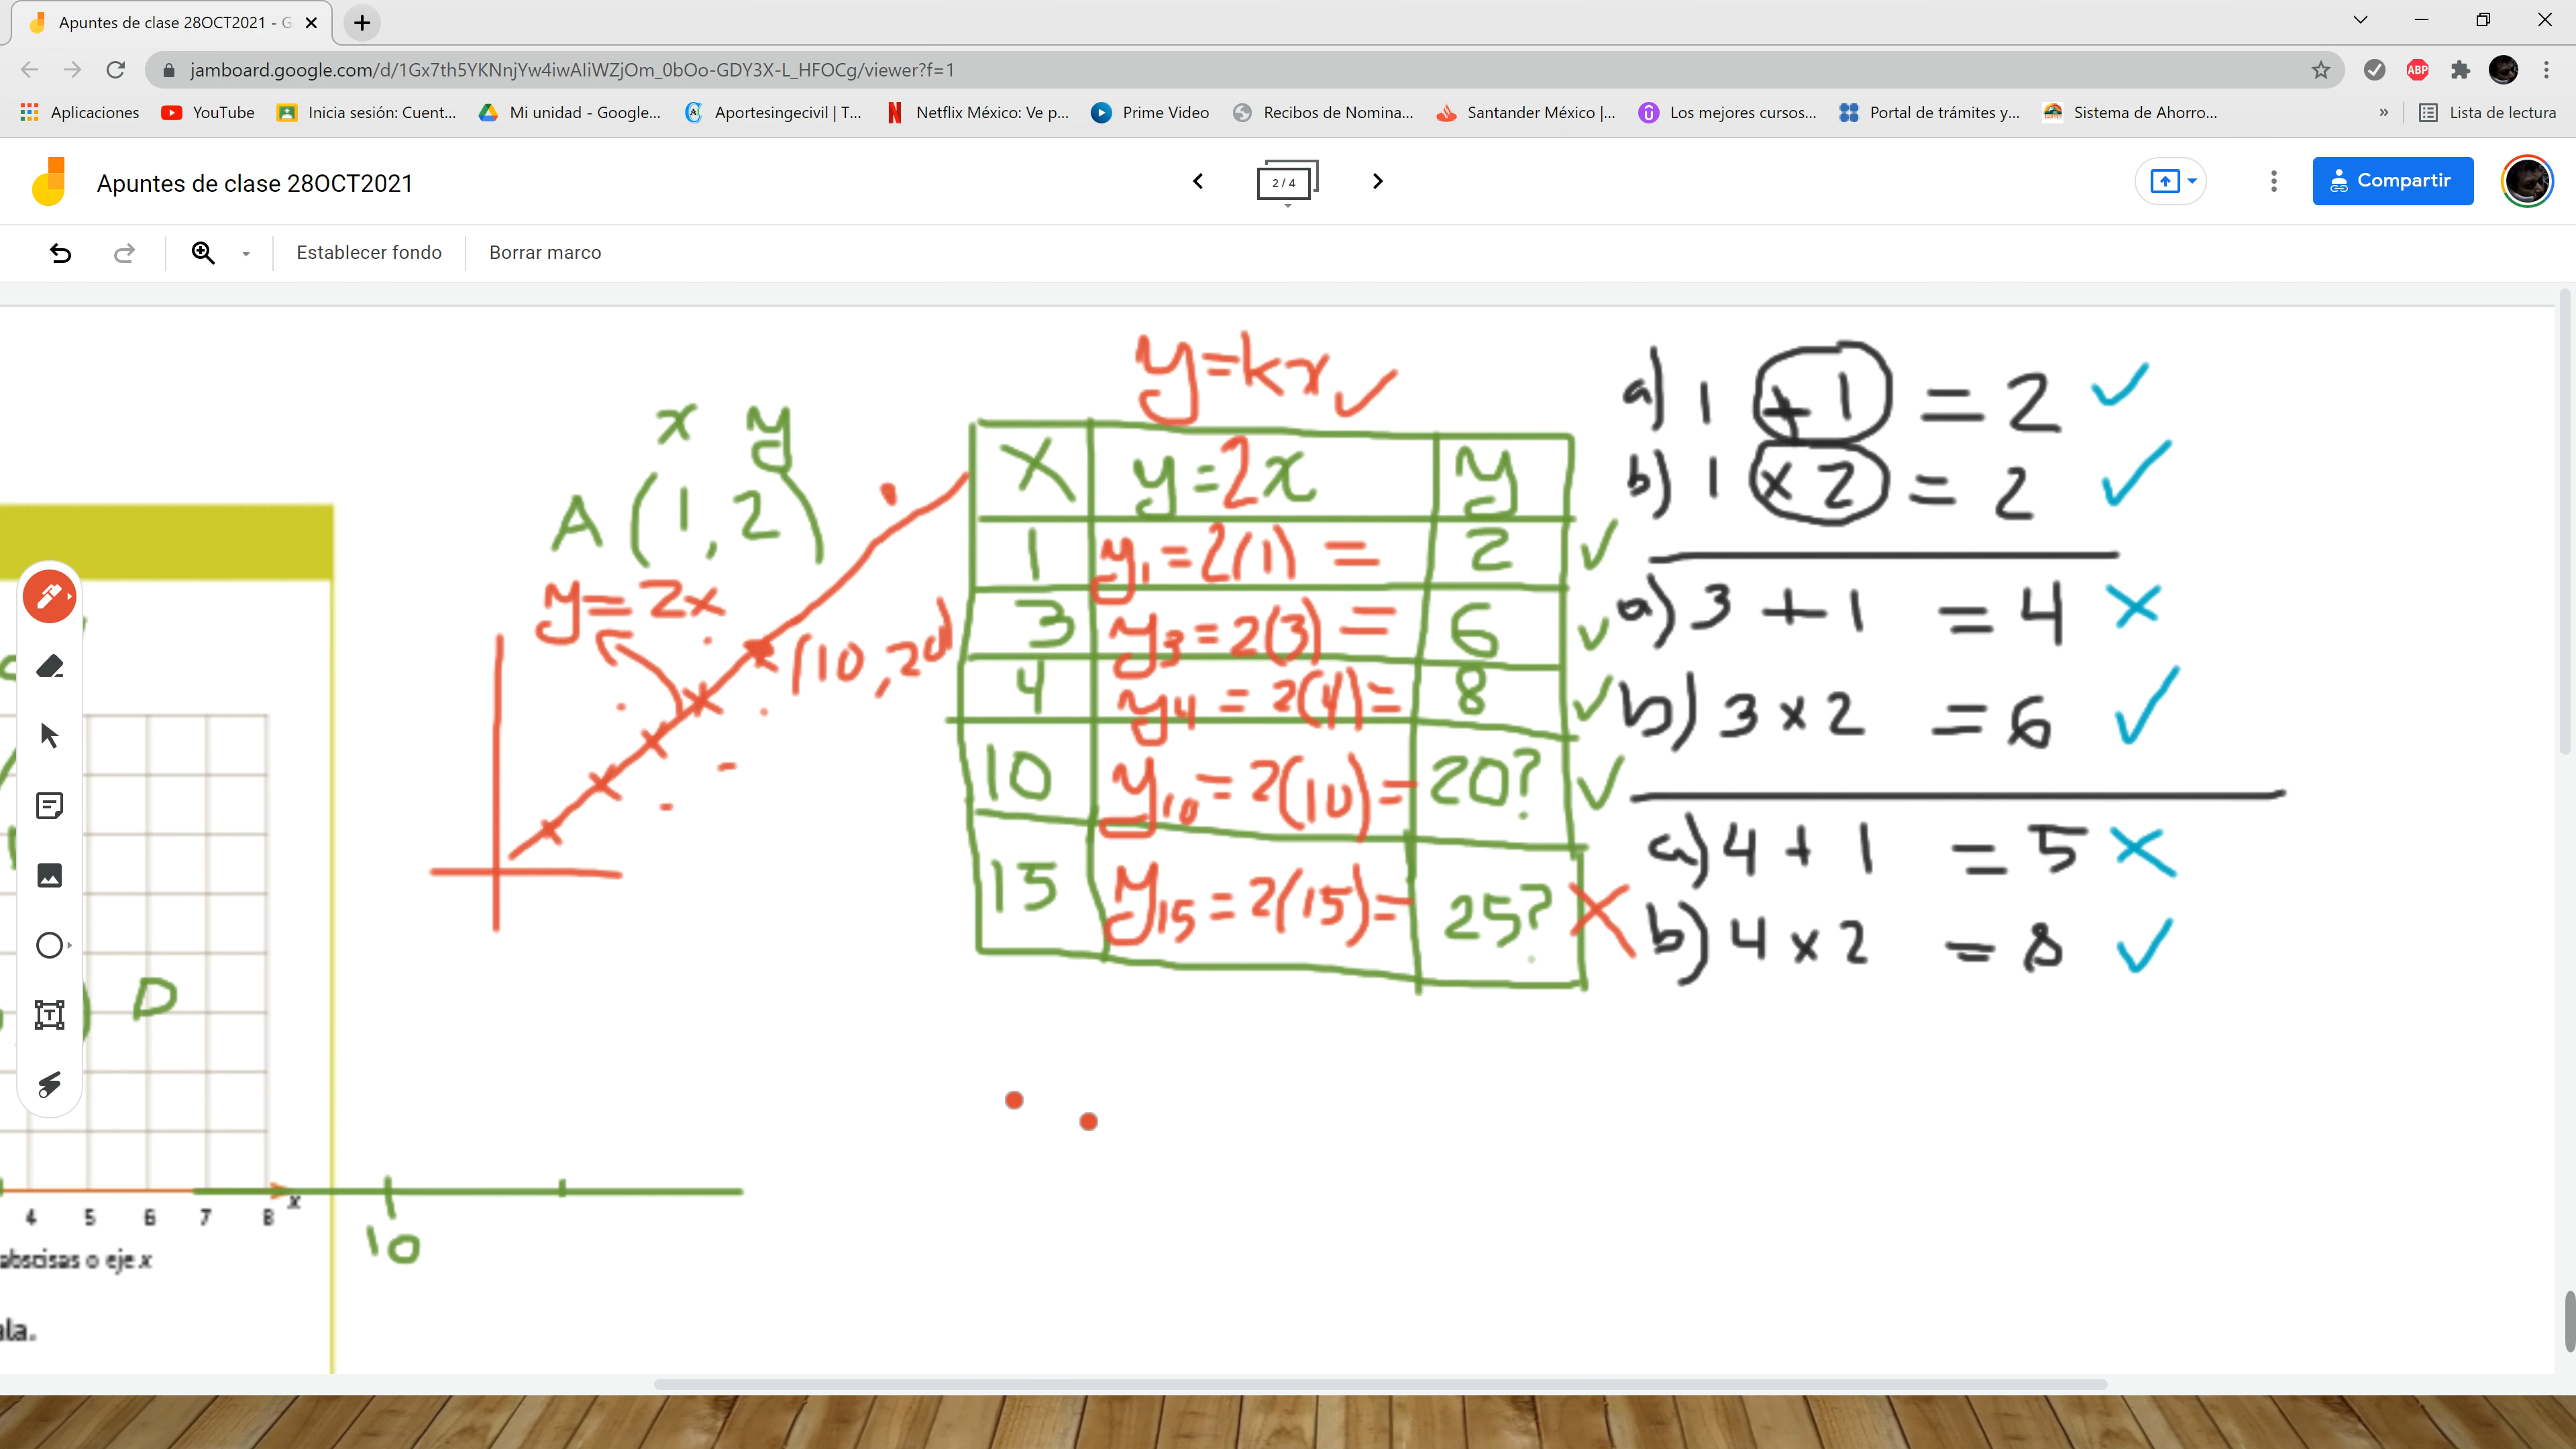 Apuntes de clase 28OCT2021 - G
jamboard.google.com/d/1Gx7th5YKNnjYw4iwAliWZjOm_0bOo-GDY3X-L_HFOCg/viewer?f=1
ABP
Aplicaciones YouTube Inicia sesión: Cuent... Mi unidad - Google... Aportesingecivil | T... Netflix México: Ve p... Prime Video Recibos de Nomina... Santander México |... Los mejores cursos... Portal de trámites y... Sistema de Ahorro... » Lista de lectura
Apuntes de clase 28OCT2021
2 / 4
Compartir
Establecer fondo Borrar marco
x y
A (1, 2)
y=2x
(10, 20)
y=kx ✓
X y=2x y
1 y1 =2(1) = 2 ✓
3 y3 =2(3) = 6 ✓
4 y4 = 2(4)= 8 ✓
10 y10 = 2(10)= 20? ✓
15 y15 = 2(15)= 25? X
a) 1 +1 = 2 ✓
b) 1 x 2 = 2 ✓
a) 3 + 1 = 4 X
b) 3 x 2 = 6 ✓
a) 4 + 1 = 5 X
b) 4 x 2 = 8 ✓
D
x
4 5 6 7 8
10
abscisas o eje x
ala.